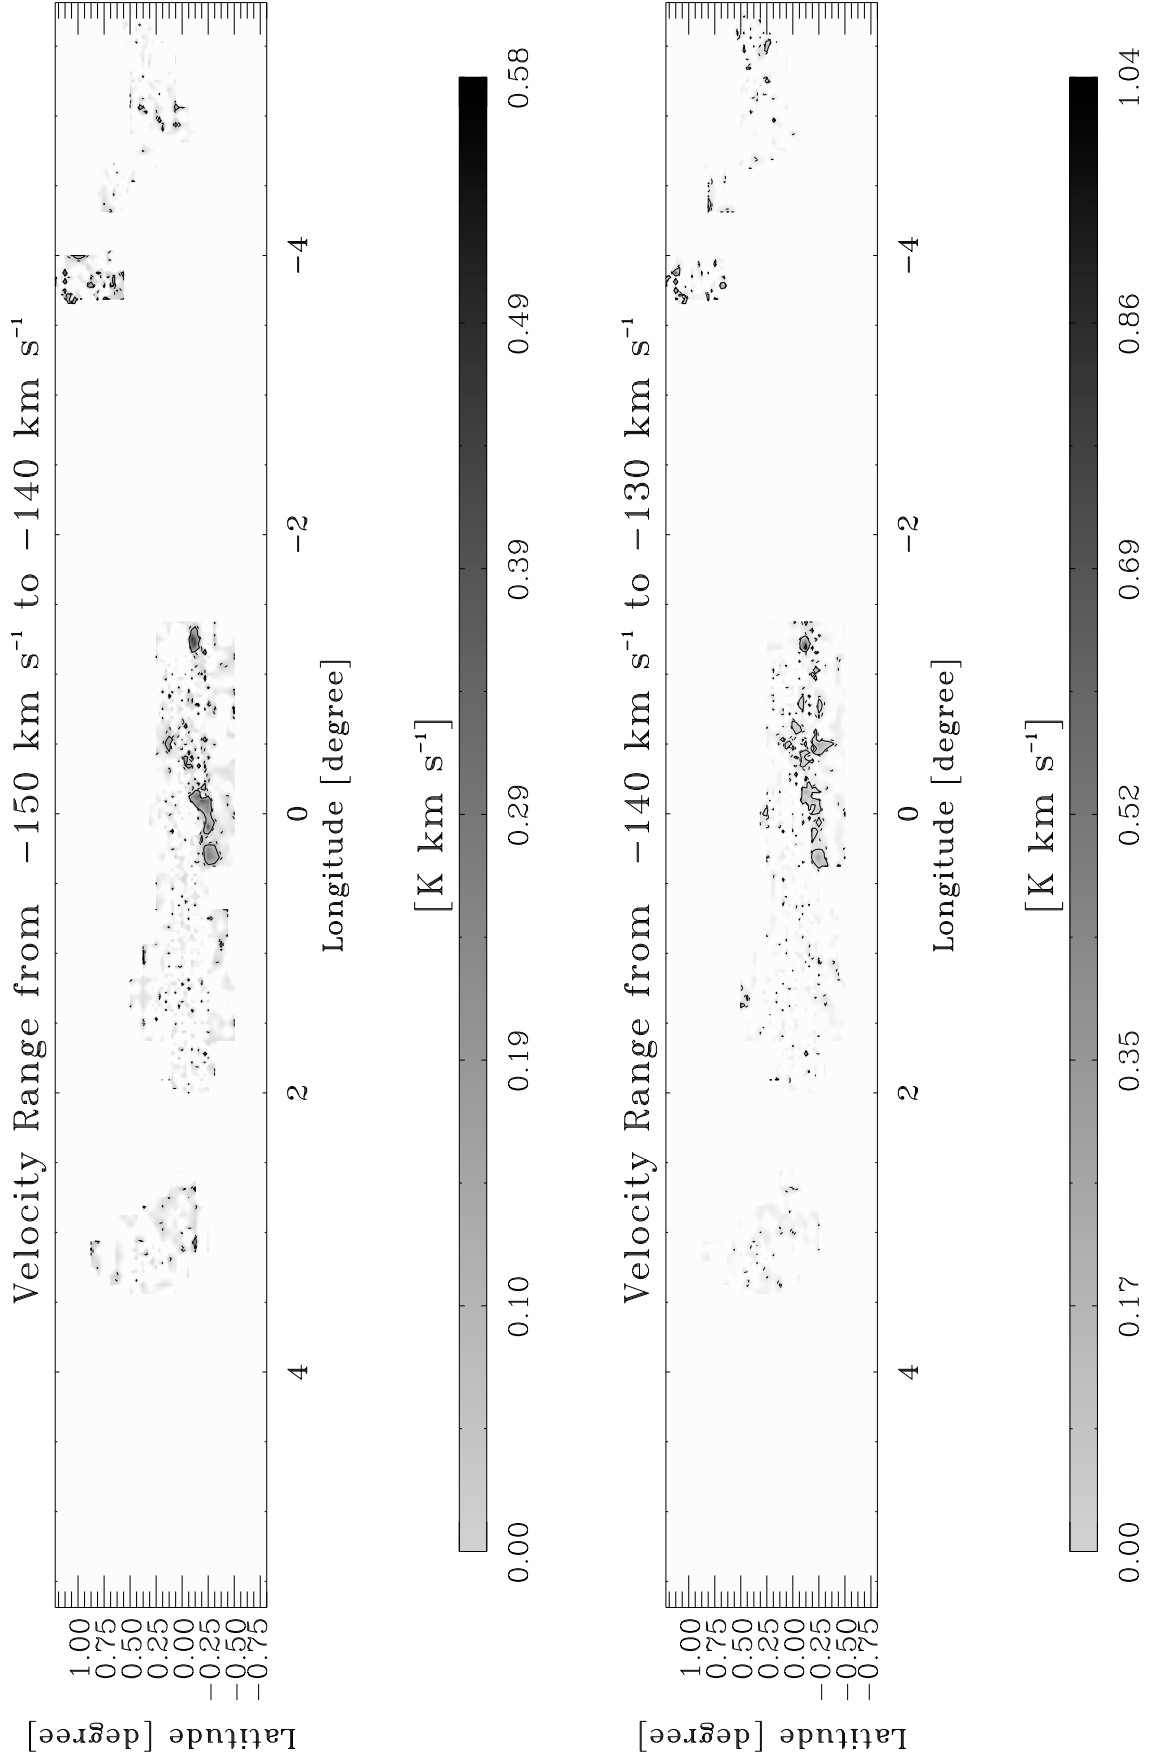 Velocity Range from −150 km s−1 to −140 km s−1
Latitude [degree]
1.00
0.75
0.50
0.25
0.00
−0.25
−0.50
−0.75
4 2 0 −2 −4
Longitude [degree]
[K km s−1]
0.00 0.10 0.19 0.29 0.39 0.49 0.58
Velocity Range from −140 km s−1 to −130 km s−1
Latitude [degree]
1.00
0.75
0.50
0.25
0.00
−0.25
−0.50
−0.75
4 2 0 −2 −4
Longitude [degree]
[K km s−1]
0.00 0.17 0.35 0.52 0.69 0.86 1.04